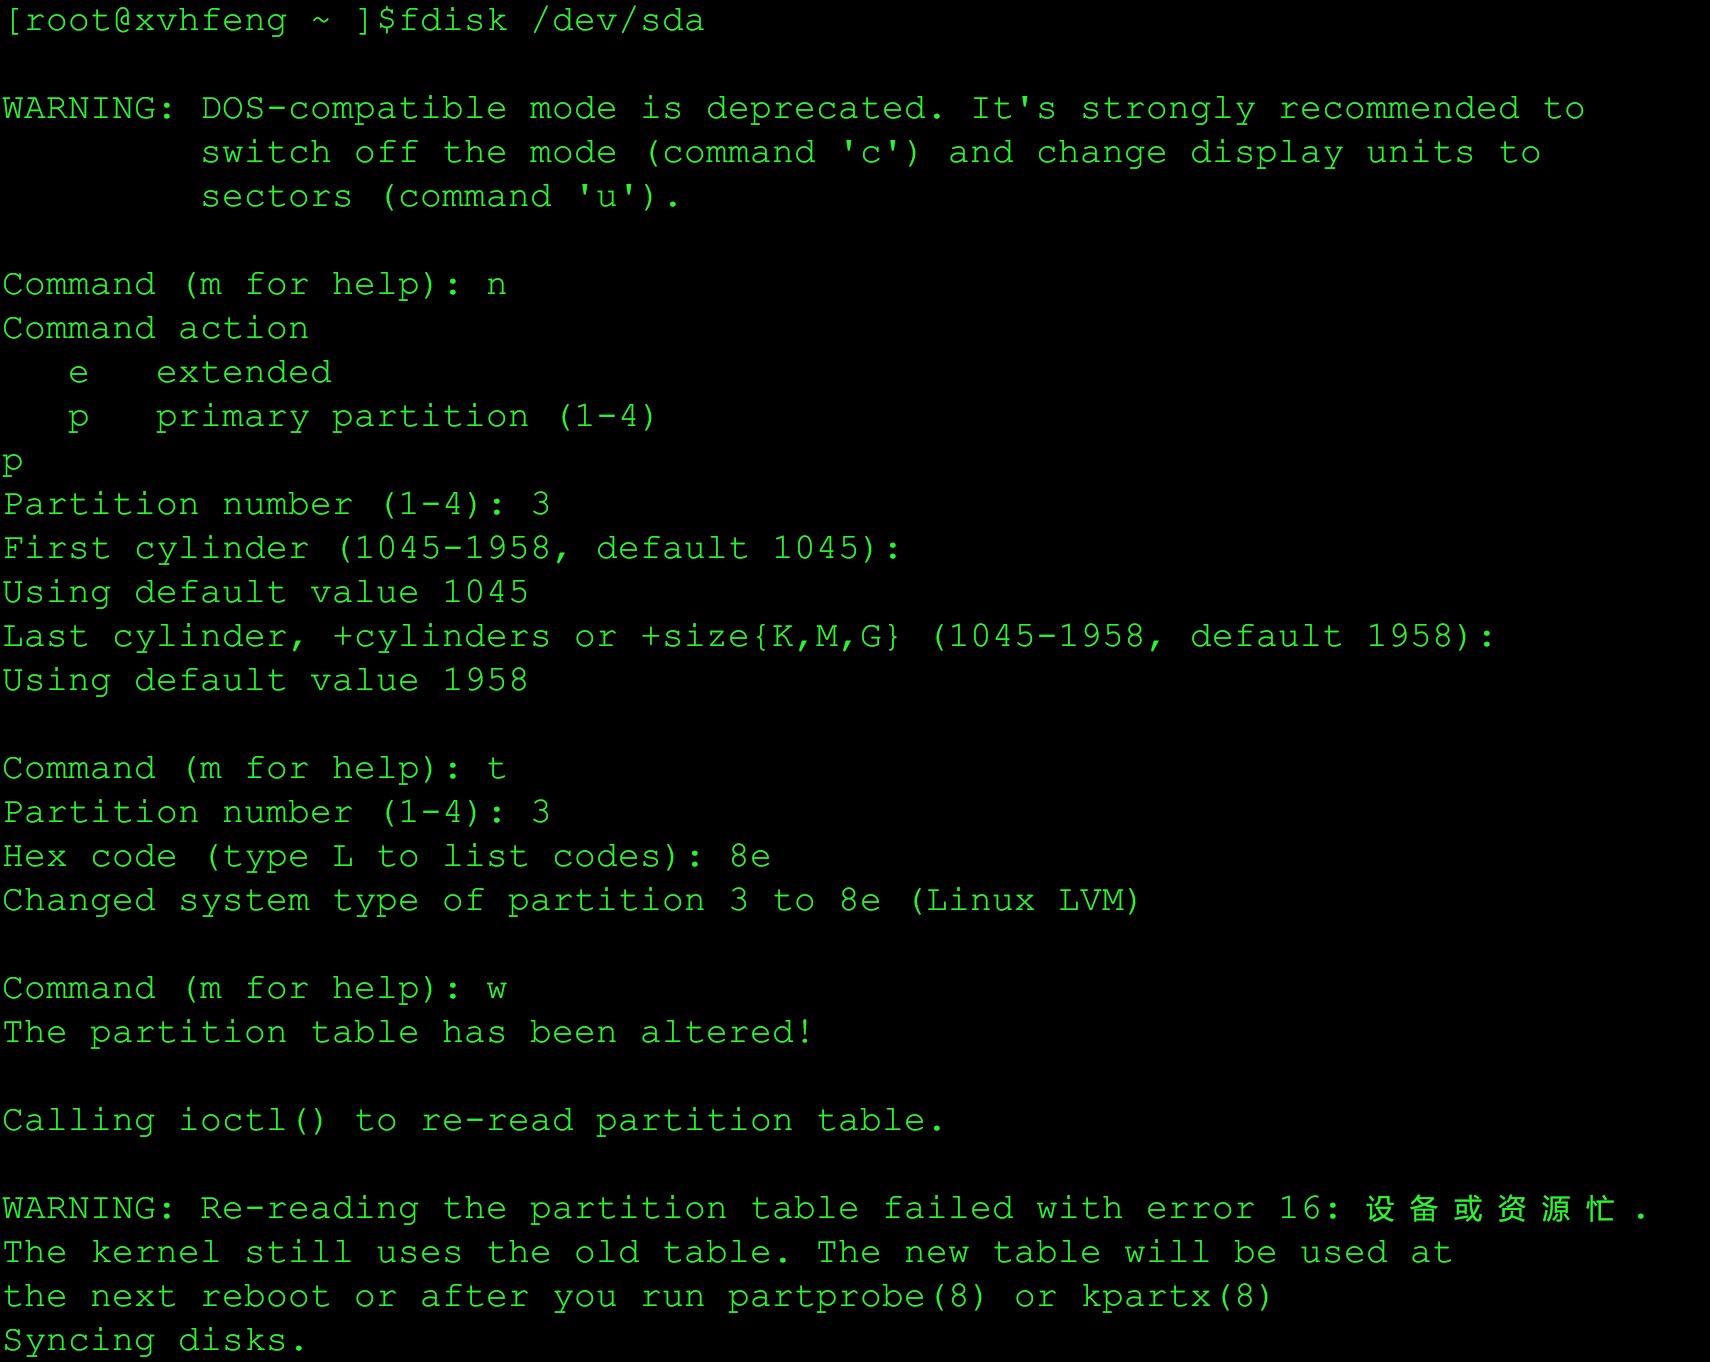 [root@xvhfeng ~ ]$fdisk /dev/sda
WARNING: DOS-compatible mode is deprecated. It's strongly recommended to
switch off the mode (command 'c') and change display units to
sectors (command 'u').
Command (m for help): n
Command action
e   extended
p   primary partition (1-4)
p
Partition number (1-4): 3
First cylinder (1045-1958, default 1045):
Using default value 1045
Last cylinder, +cylinders or +size{K,M,G} (1045-1958, default 1958):
Using default value 1958
Command (m for help): t
Partition number (1-4): 3
Hex code (type L to list codes): 8e
Changed system type of partition 3 to 8e (Linux LVM)
Command (m for help): w
The partition table has been altered!
Calling ioctl() to re-read partition table.
WARNING: Re-reading the partition table failed with error 16: 设备或资源忙.
The kernel still uses the old table. The new table will be used at
the next reboot or after you run partprobe(8) or kpartx(8)
Syncing disks.